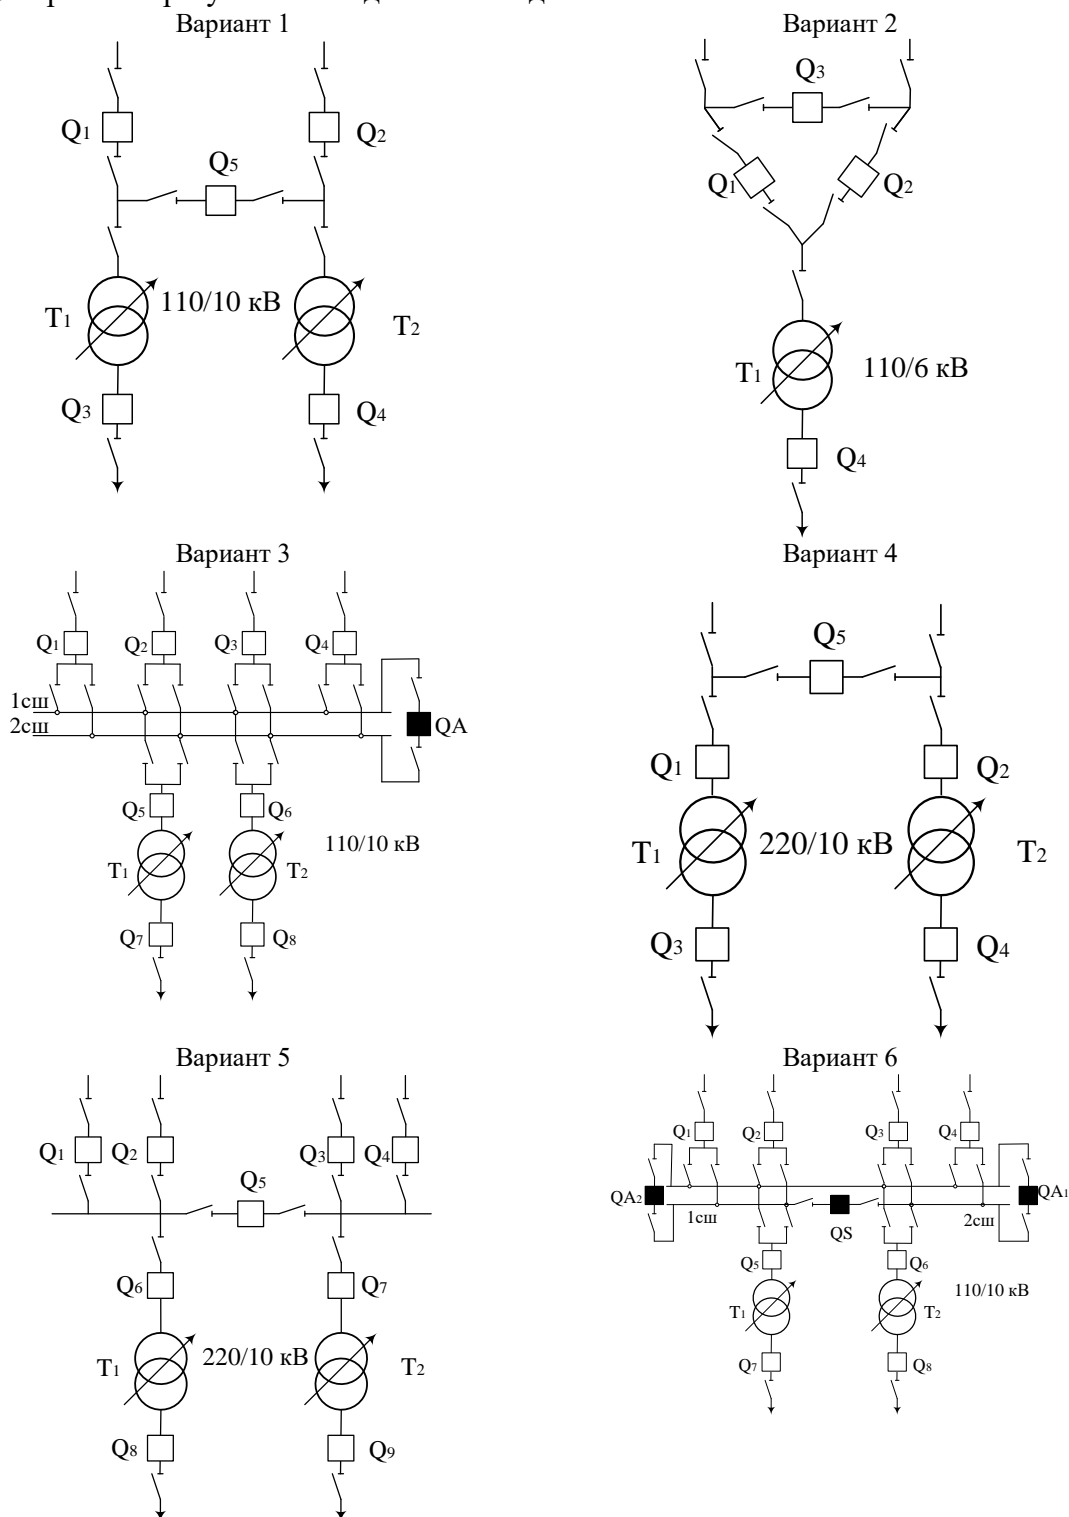 Вариант 1
Q1
Q2
Q5
T1
110/10 кВ
T2
Q3
Q4
Вариант 2
Q3
Q1
Q2
T1
110/6 кВ
Q4
Вариант 3
Q1
Q2
Q3
Q4
1сш
2сш
QA
Q5
Q6
T1
T2
110/10 кВ
Q7
Q8
Вариант 4
Q5
Q1
Q2
T1
220/10 кВ
T2
Q3
Q4
Вариант 5
Q1
Q2
Q3
Q4
Q5
Q6
Q7
T1
220/10 кВ
T2
Q8
Q9
Вариант 6
Q1
Q2
Q3
Q4
QA2
QA1
1сш
QS
2сш
Q5
Q6
T1
T2
110/10 кВ
Q7
Q8